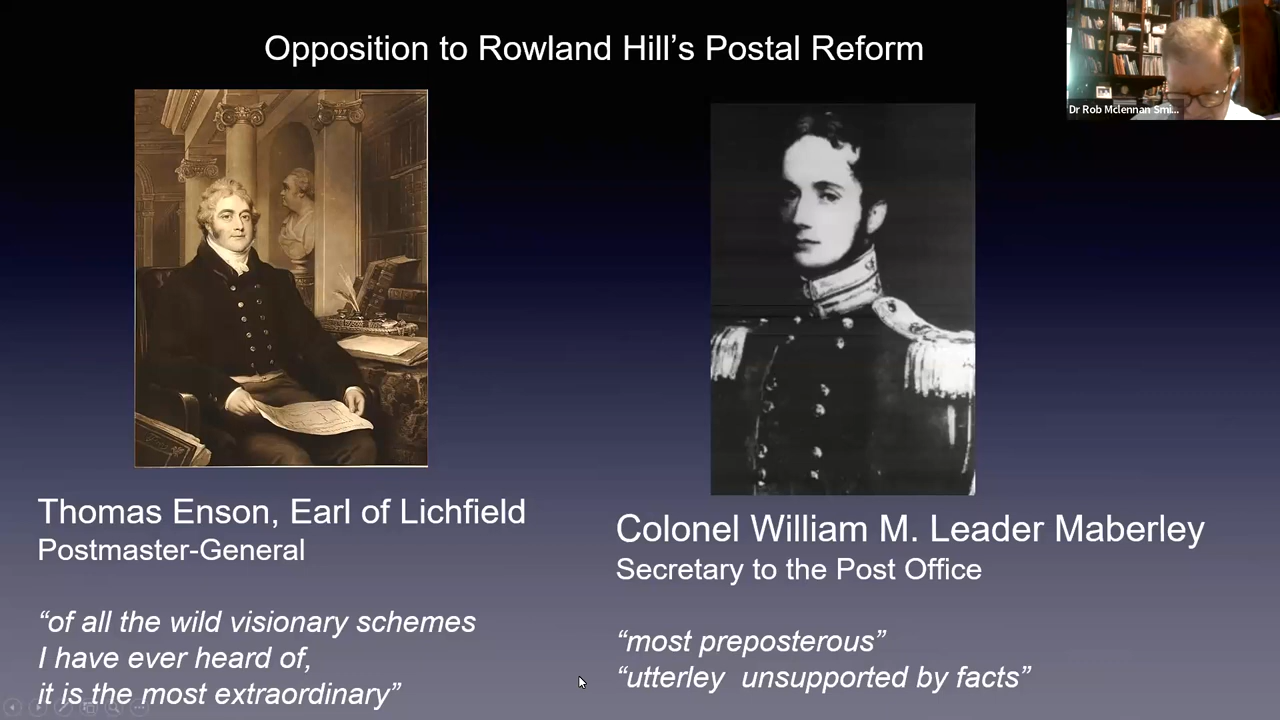 Opposition to Rowland Hill’s Postal Reform
Dr Rob Mclennan Smi...
Thomas Enson, Earl of Lichfield
Postmaster-General
“of all the wild visionary schemes
I have ever heard of,
it is the most extraordinary”
Colonel William M. Leader Maberley
Secretary to the Post Office
“most preposterous”
“utterley unsupported by facts”